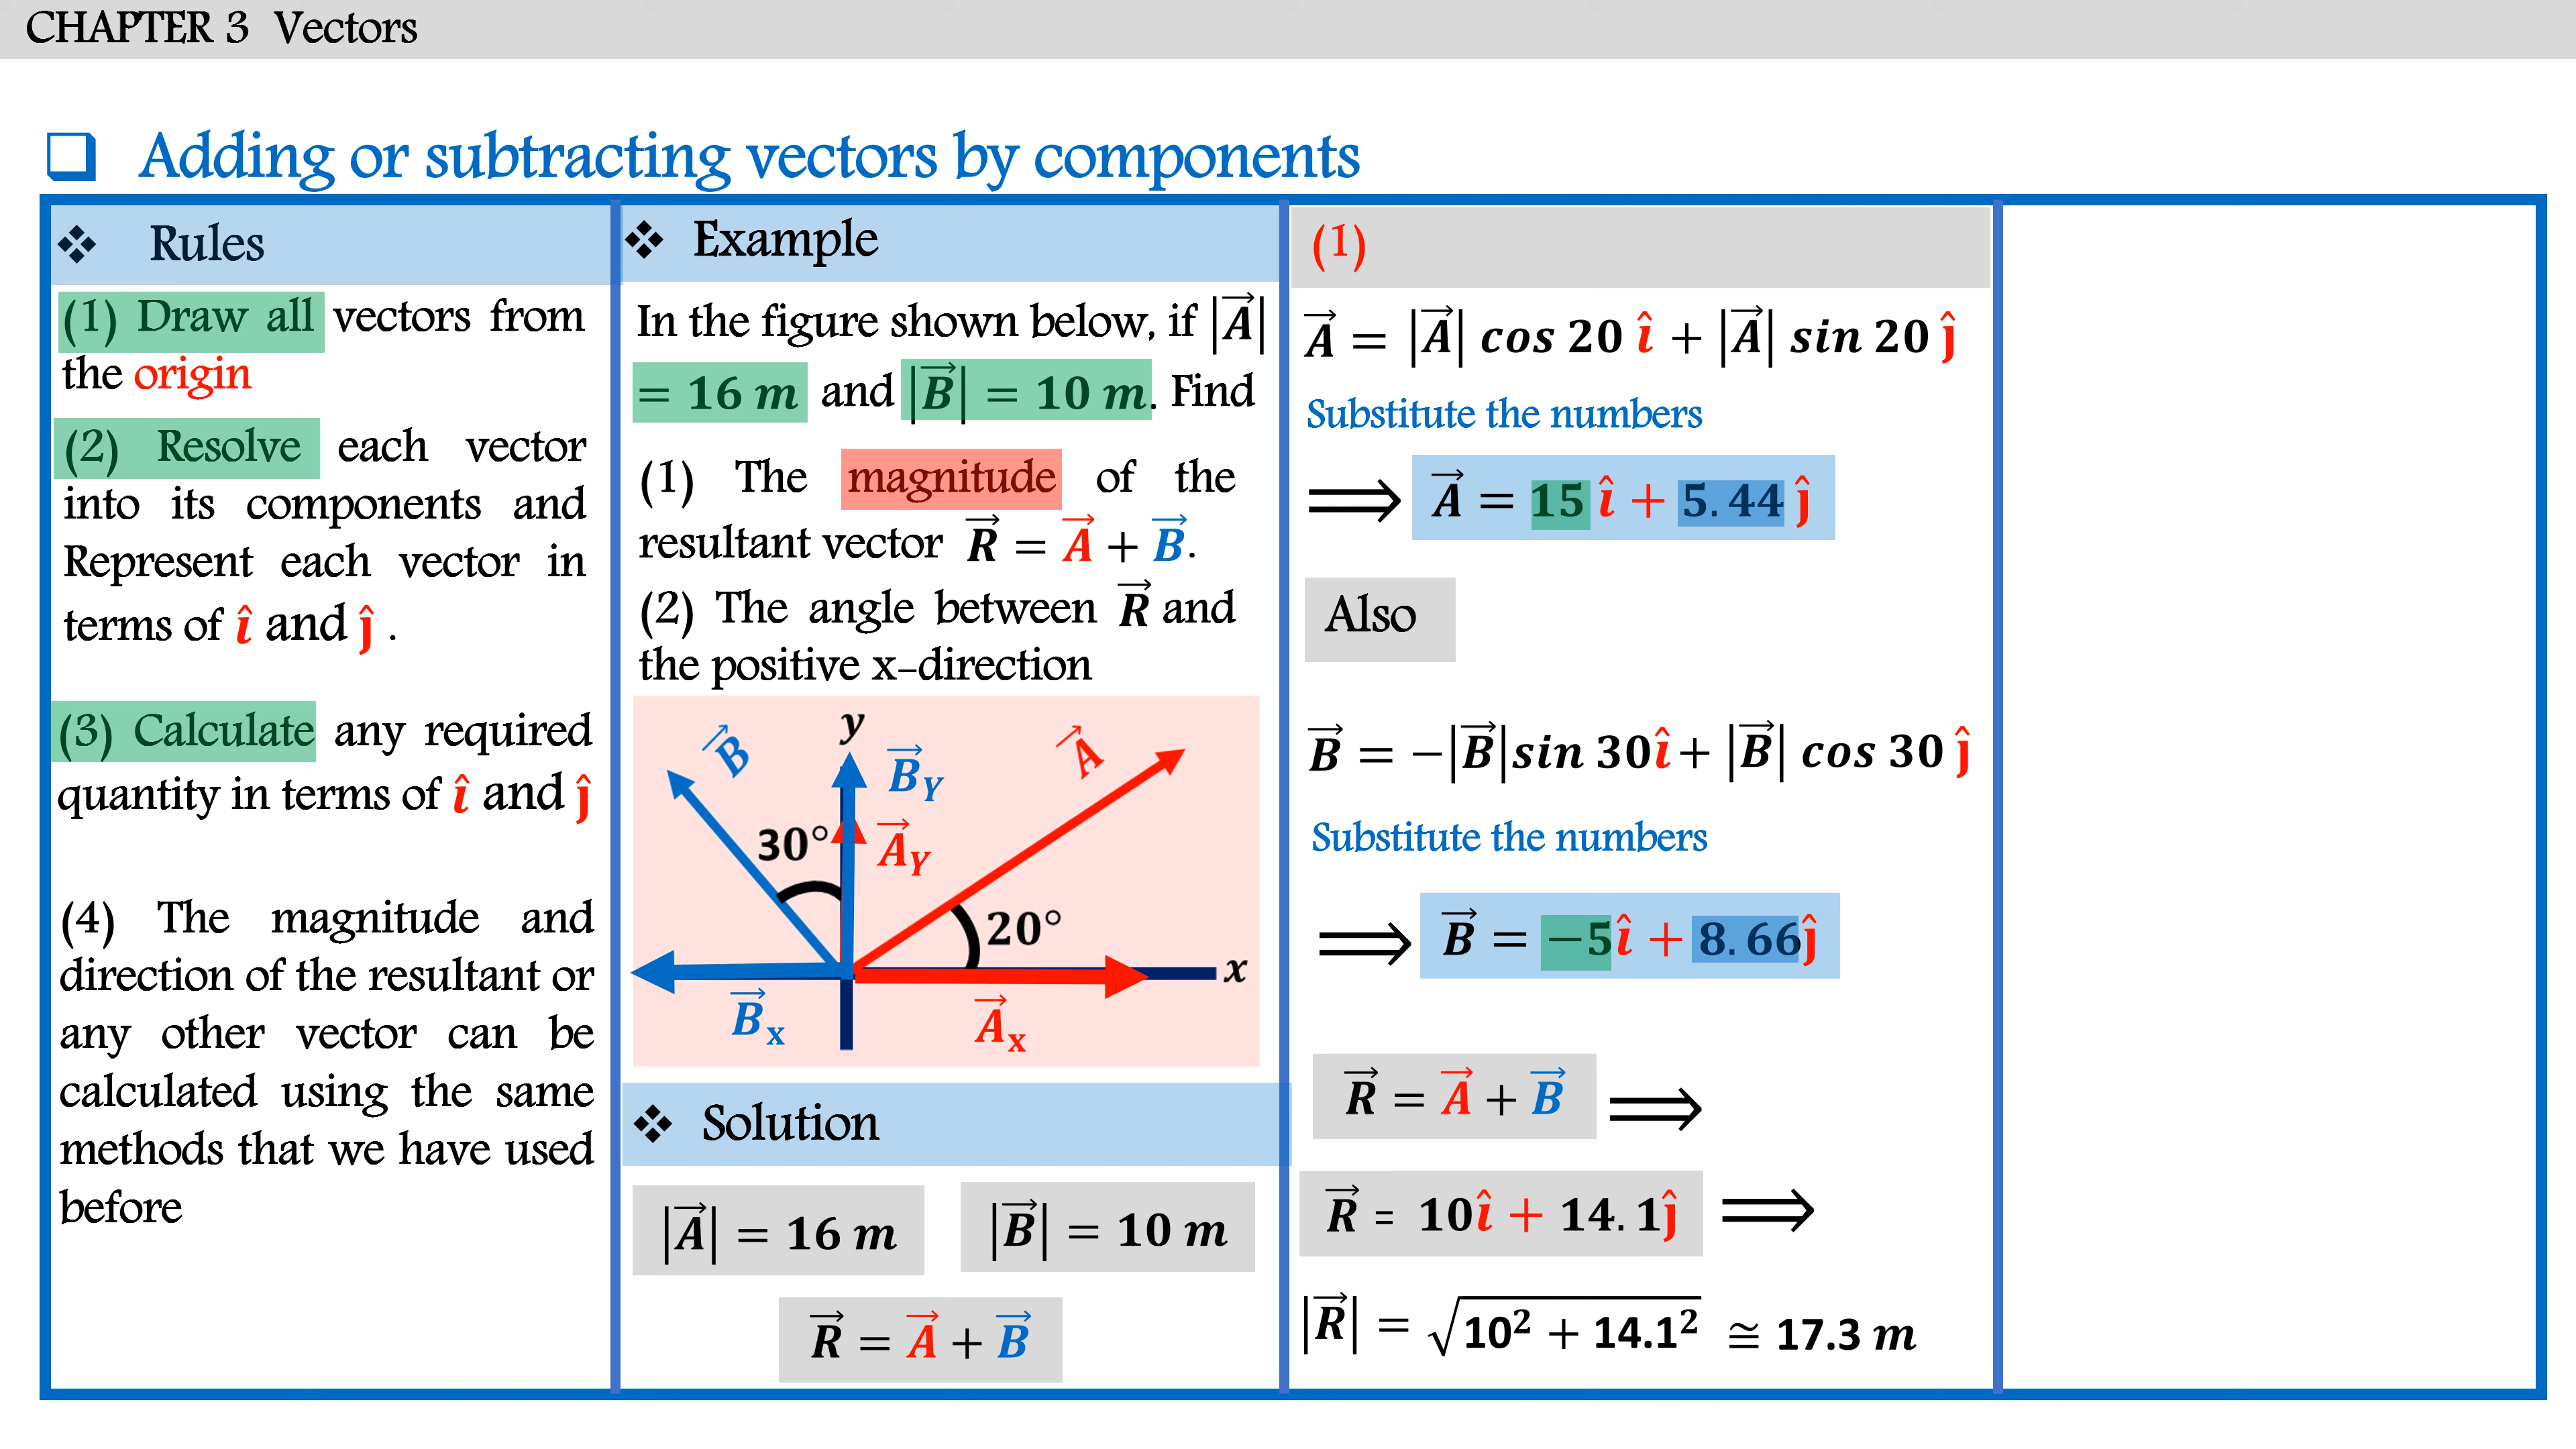 CHAPTER 3 Vectors
❑ Adding or subtracting vectors by components
❖ Rules
(1) Draw all vectors from
the origin
(2) Resolve each vector
into its components and
Represent each vector in
terms of î and ĵ .
(3) Calculate any required
quantity in terms of î and ĵ
(4) The magnitude and
direction of the resultant or
any other vector can be
calculated using the same
methods that we have used
before
❖ Example
In the figure shown below, if |A⃗|
= 16 m and |B⃗| = 10 m. Find
(1) The magnitude of the
resultant vector R⃗ = A⃗ + B⃗.
(2) The angle between R⃗ and
the positive x-direction
B⃗
y
A⃗
B⃗Y
30°
A⃗Y
20°
x
B⃗x
A⃗x
❖ Solution
|A⃗| = 16 m
|B⃗| = 10 m
R⃗ = A⃗ + B⃗
(1)
A⃗ = |A⃗| cos 20 î + |A⃗| sin 20 ĵ
Substitute the numbers
⟹ A⃗ = 15 î + 5.44 ĵ
Also
B⃗ = −|B⃗|sin 30î + |B⃗| cos 30 ĵ
Substitute the numbers
⟹ B⃗ = −5î + 8.66ĵ
R⃗ = A⃗ + B⃗ ⟹
R⃗ = 10î + 14.1ĵ ⟹
|R⃗| = √10² + 14.1² ≅ 17.3 m